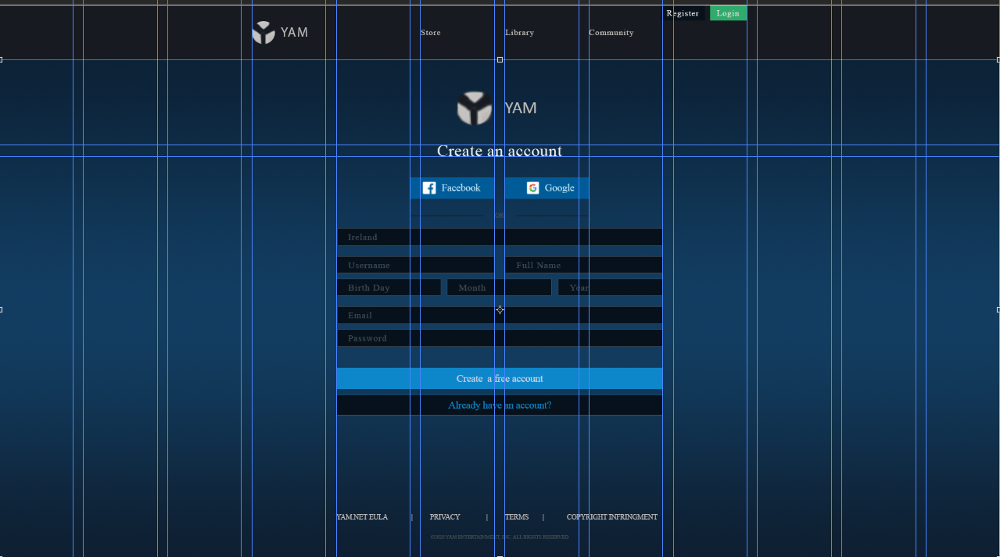 Register Login
YAM Store Library Community
YAM
Create an account
Facebook Google
OR
Ireland
Username Full Name
Birth Day Month Year
Email
Password
Create a free account
Already have an account?
YAM.NET EULA | PRIVACY | TERMS | COPYRIGHT INFRINGMENT
©2020 YAM ENTERTAINMENT, INC. ALL RIGHTS RESERVED